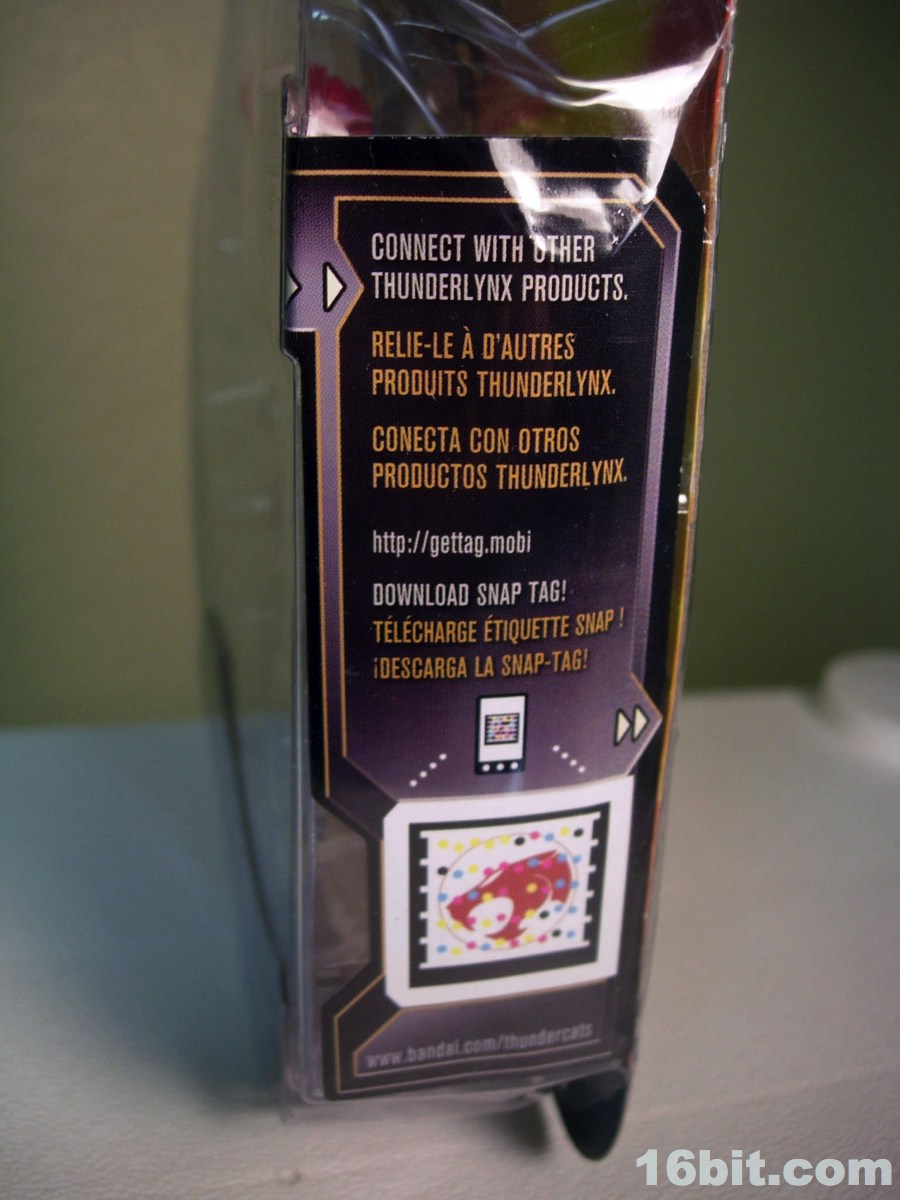 CONNECT WITH OTHER
THUNDERLYNX PRODUCTS.
RELIE-LE À D'AUTRES
PRODUITS THUNDERLYNX.
CONECTA CON OTROS
PRODUCTOS THUNDERLYNX.
http://gettag.mobi
DOWNLOAD SNAP TAG!
TÉLÉCHARGE ÉTIQUETTE SNAP !
¡DESCARGA LA SNAP-TAG!
www.bandai.com/thundercats
16bit.com